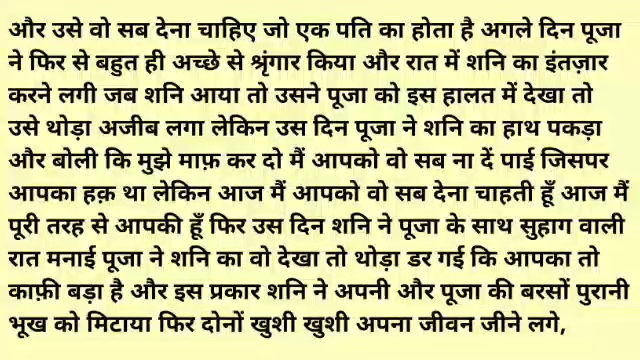 और उसे वो सब देना चाहिए जो एक पति का होता है अगले दिन पूजा
ने फिर से बहुत ही अच्छे से श्रृंगार किया और रात में शनि का इंतज़ार
करने लगी जब शनि आया तो उसने पूजा को इस हालत में देखा तो
उसे थोड़ा अजीब लगा लेकिन उस दिन पूजा ने शनि का हाथ पकड़ा
और बोली कि मुझे माफ़ कर दो मैं आपको वो सब ना दें पाई जिसपर
आपका हक़ था लेकिन आज मैं आपको वो सब देना चाहती हूँ आज मैं
पूरी तरह से आपकी हूँ फिर उस दिन शनि ने पूजा के साथ सुहाग वाली
रात मनाई पूजा ने शनि का वो देखा तो थोड़ा डर गई कि आपका तो
काफ़ी बड़ा है और इस प्रकार शनि ने अपनी और पूजा की बरसों पुरानी
भूख को मिटाया फिर दोनों खुशी खुशी अपना जीवन जीने लगे,